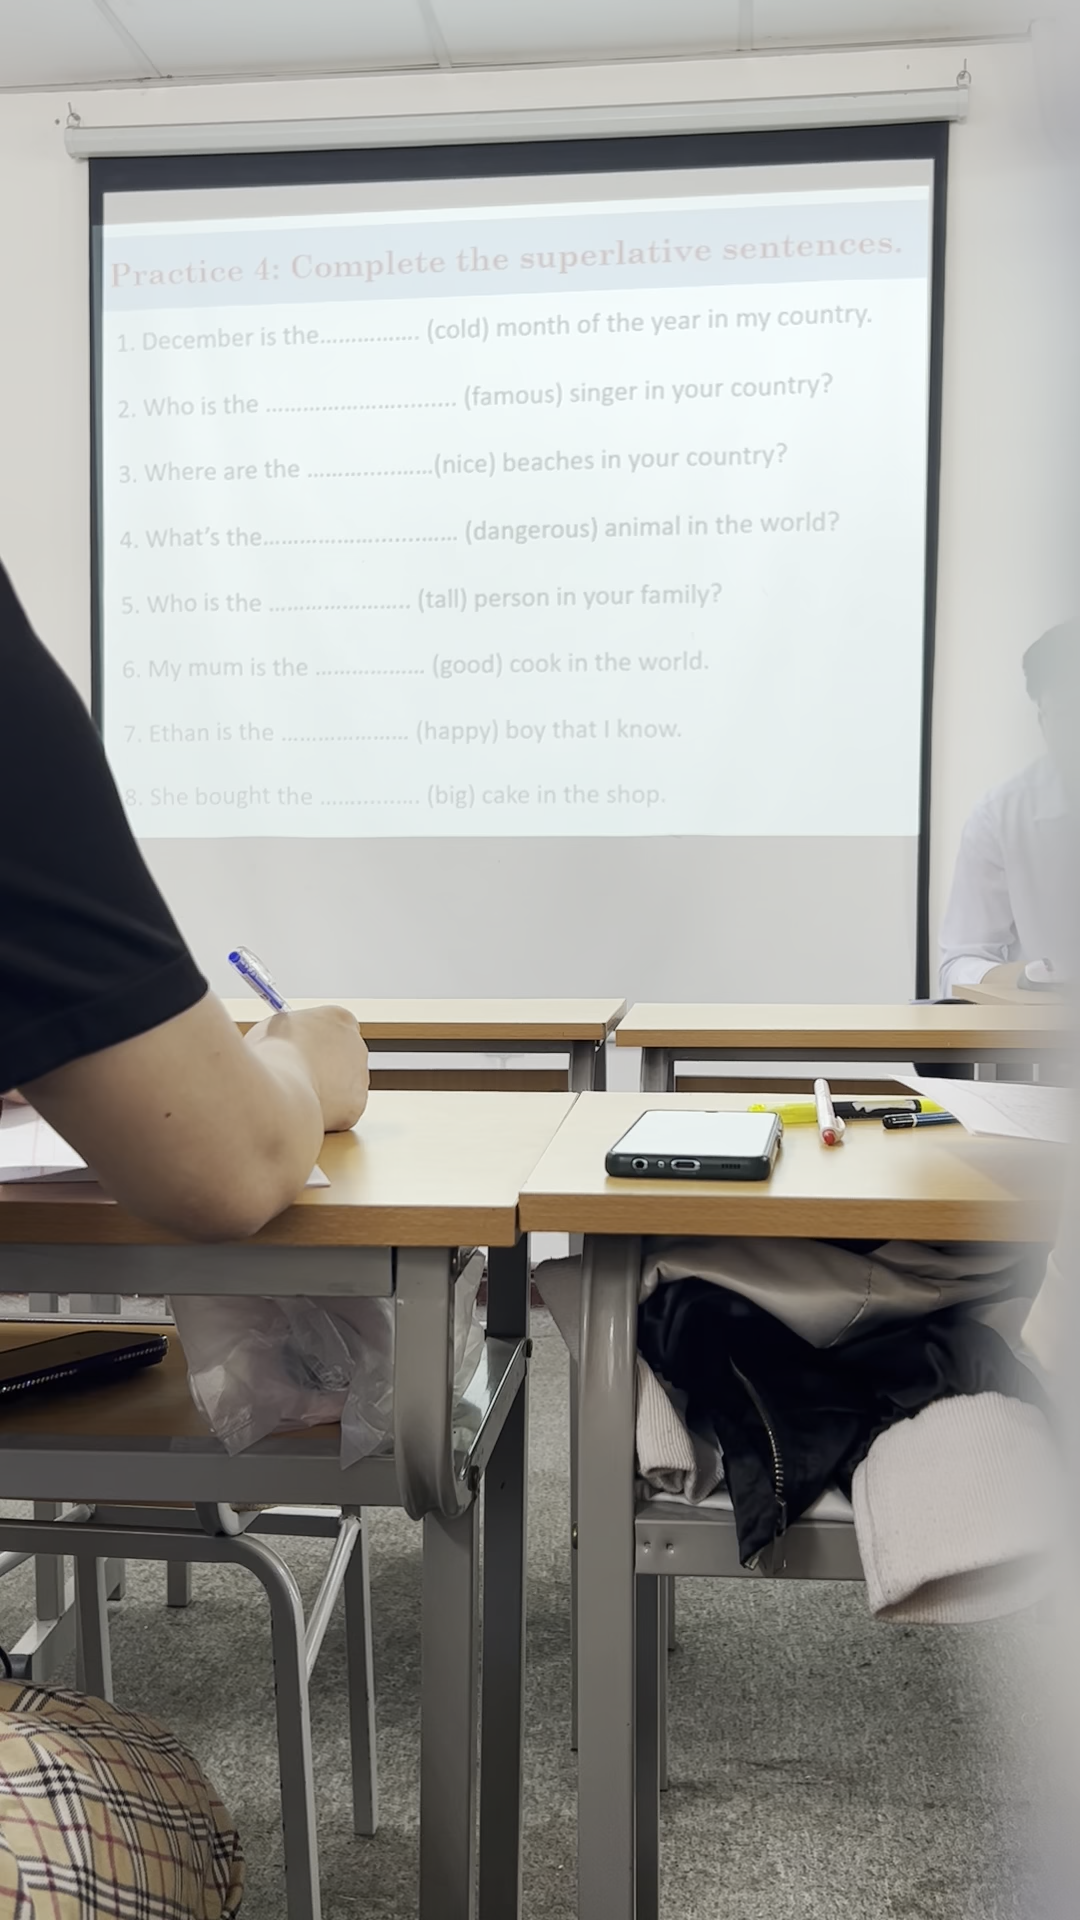 Practice 4: Complete the superlative sentences.
1. December is the................ (cold) month of the year in my country.
2. Who is the .............................. (famous) singer in your country?
3. Where are the .....................(nice) beaches in your country?
4. What’s the............................... (dangerous) animal in the world?
5. Who is the ....................... (tall) person in your family?
6. My mum is the ................. (good) cook in the world.
7. Ethan is the ..................... (happy) boy that I know.
8. She bought the ................ (big) cake in the shop.